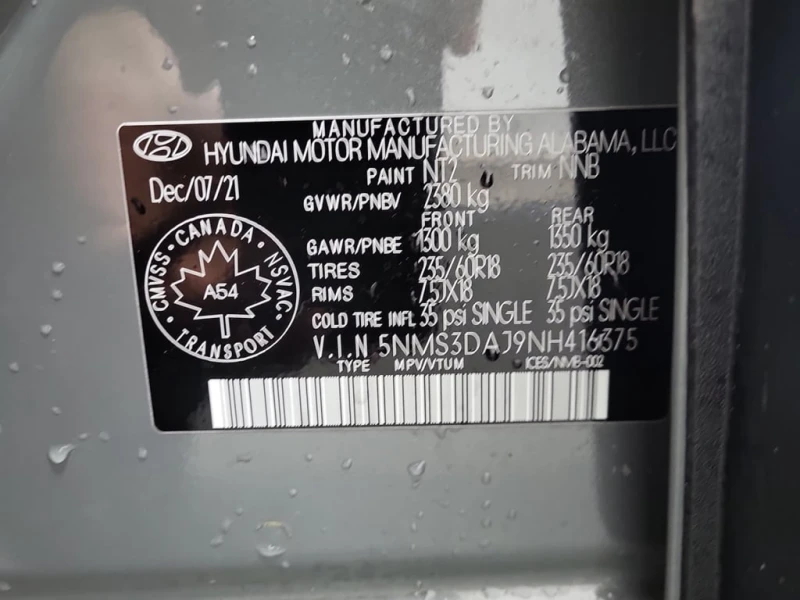 MANUFACTURED BY
HYUNDAI MOTOR MANUFACTURING ALABAMA, LLC
PAINT NT2 TRIM NNB
Dec/07/21
GVWR/PNBV 2380 kg
FRONT REAR
GAWR/PNBE 1300 kg 1350 kg
TIRES 235/60R18 235/60R18
RIMS 7.5JX18 7.5JX18
COLD TIRE INFL 35 psi SINGLE 35 psi SINGLE
CMVSS · CANADA · NSVAC · TRANSPORT ·
A54
V.I.N 5NMS3DAJ9NH416375
TYPE MPV/VTUM ICES/NMB-002